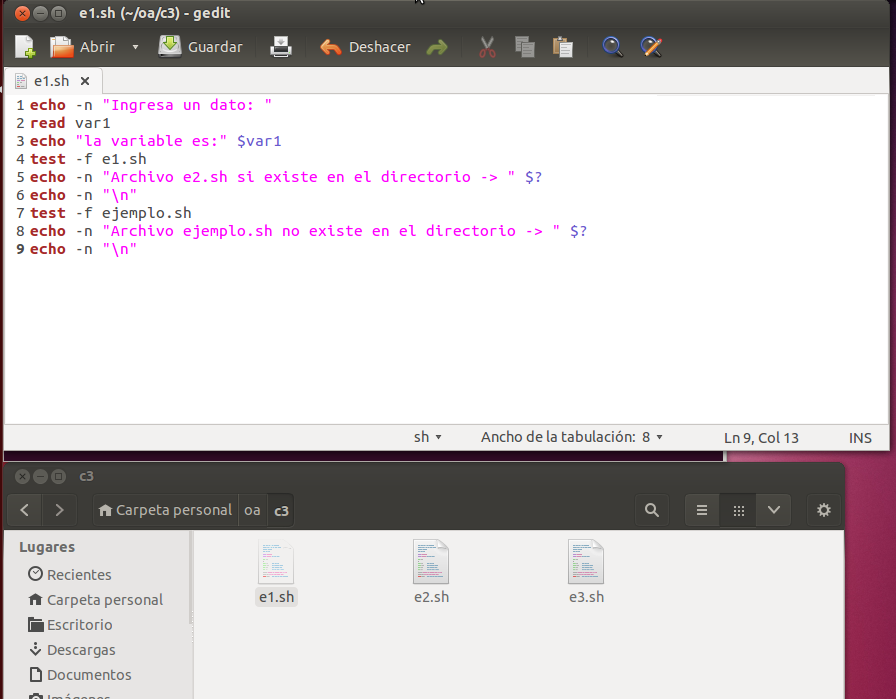 e1.sh (~/oa/c3) - gedit
Abrir Guardar Deshacer
e1.sh
1 echo -n "Ingresa un dato: "
2 read var1
3 echo "la variable es:" $var1
4 test -f e1.sh
5 echo -n "Archivo e2.sh si existe en el directorio -> " $?
6 echo -n "\n"
7 test -f ejemplo.sh
8 echo -n "Archivo ejemplo.sh no existe en el directorio -> " $?
9 echo -n "\n"
sh Ancho de la tabulación: 8 Ln 9, Col 13 INS
c3
Carpeta personal oa c3
Lugares
Recientes
Carpeta personal
Escritorio
Descargas
Documentos
Imágenes
e1.sh e2.sh e3.sh